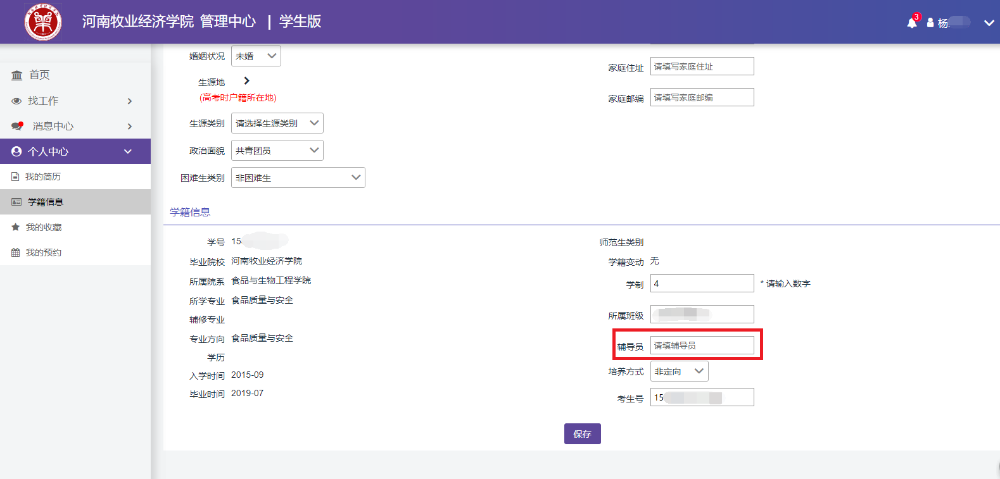 河南牧业经济学院 管理中心 | 学生版
3
杨
首页
找工作
消息中心
个人中心
我的简历
学籍信息
我的收藏
我的预约
婚姻状况 未婚
生源地
(高考时户籍所在地)
生源类别 请选择生源类别
政治面貌 共青团员
困难生类别 非困难生
家庭住址 请填写家庭住址
家庭邮编 请填写家庭邮编
学籍信息
学号 15
毕业院校 河南牧业经济学院
所属院系 食品与生物工程学院
所学专业 食品质量与安全
辅修专业
专业方向 食品质量与安全
学历
入学时间 2015-09
毕业时间 2019-07
师范生类别
学籍变动 无
学制 4 * 请输入数字
所属班级
辅导员 请填辅导员
培养方式 非定向
考生号 15
保存